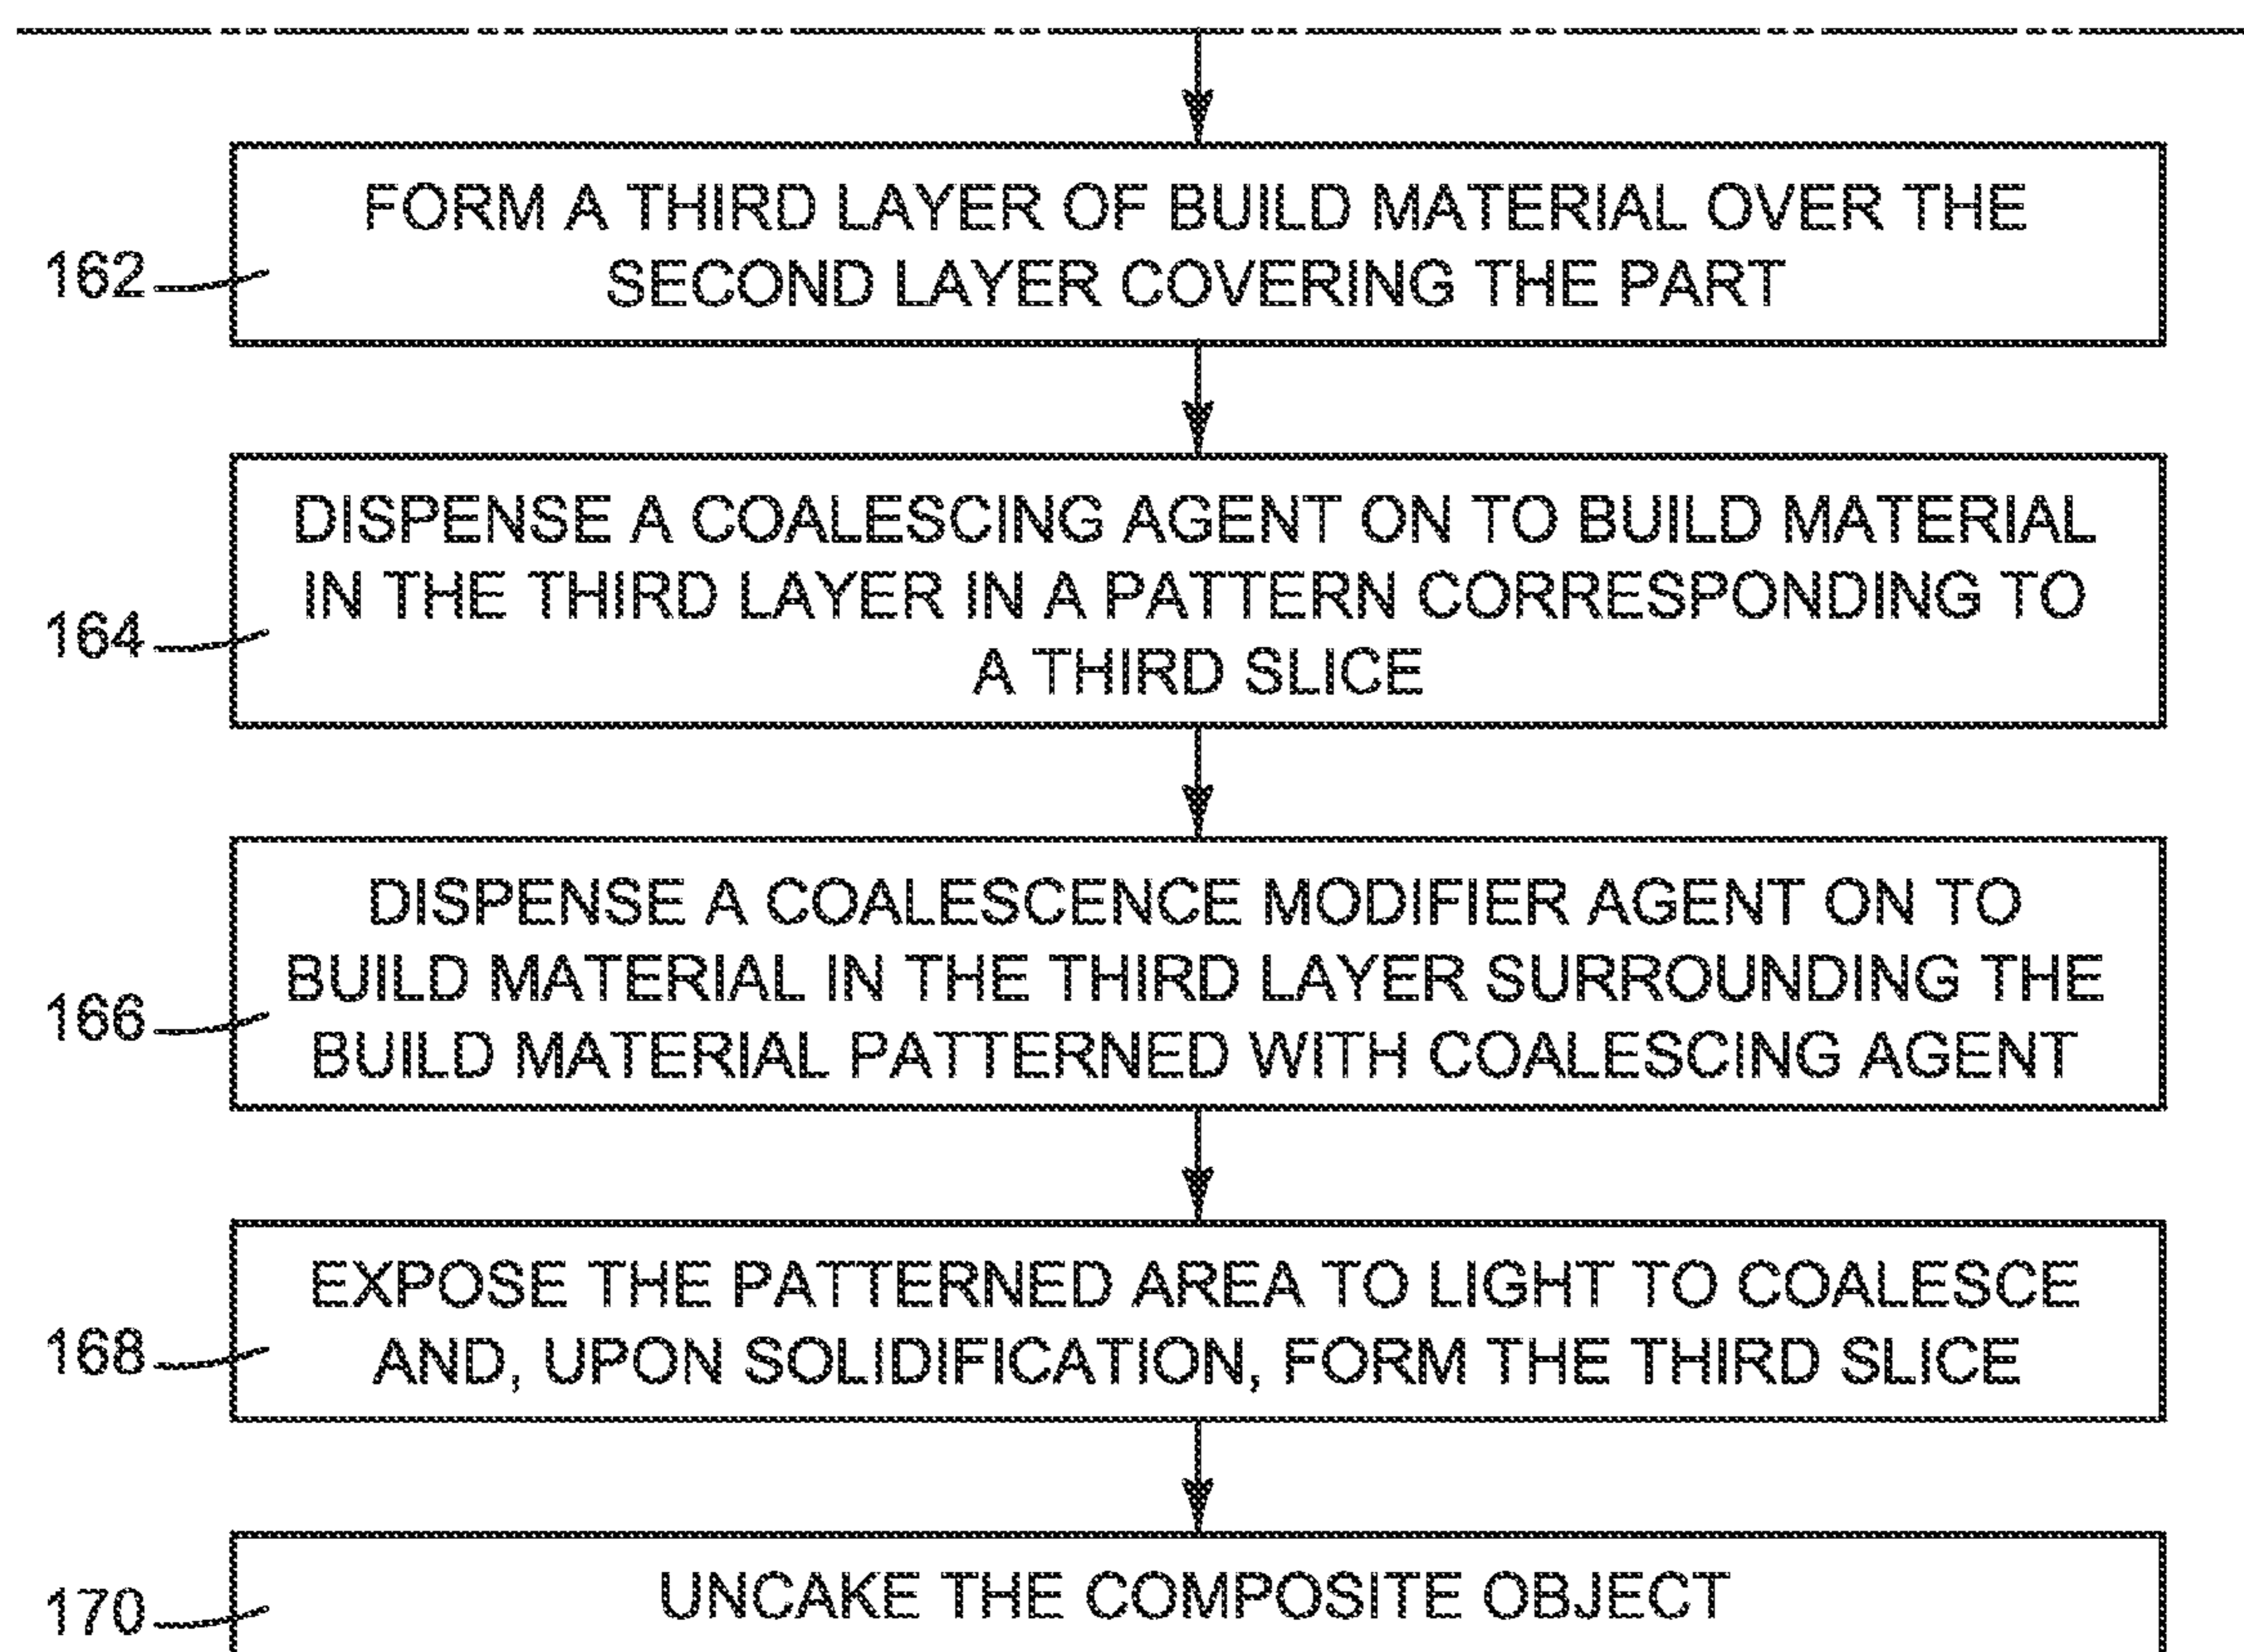 FORM A THIRD LAYER OF BUILD MATERIAL OVER THE
SECOND LAYER COVERING THE PART
162
DISPENSE A COALESCING AGENT ON TO BUILD MATERIAL
IN THE THIRD LAYER IN A PATTERN CORRESPONDING TO
A THIRD SLICE
164
DISPENSE A COALESCENCE MODIFIER AGENT ON TO
BUILD MATERIAL IN THE THIRD LAYER SURROUNDING THE
BUILD MATERIAL PATTERNED WITH COALESCING AGENT
166
EXPOSE THE PATTERNED AREA TO LIGHT TO COALESCE
AND, UPON SOLIDIFICATION, FORM THE THIRD SLICE
168
UNCAKE THE COMPOSITE OBJECT
170